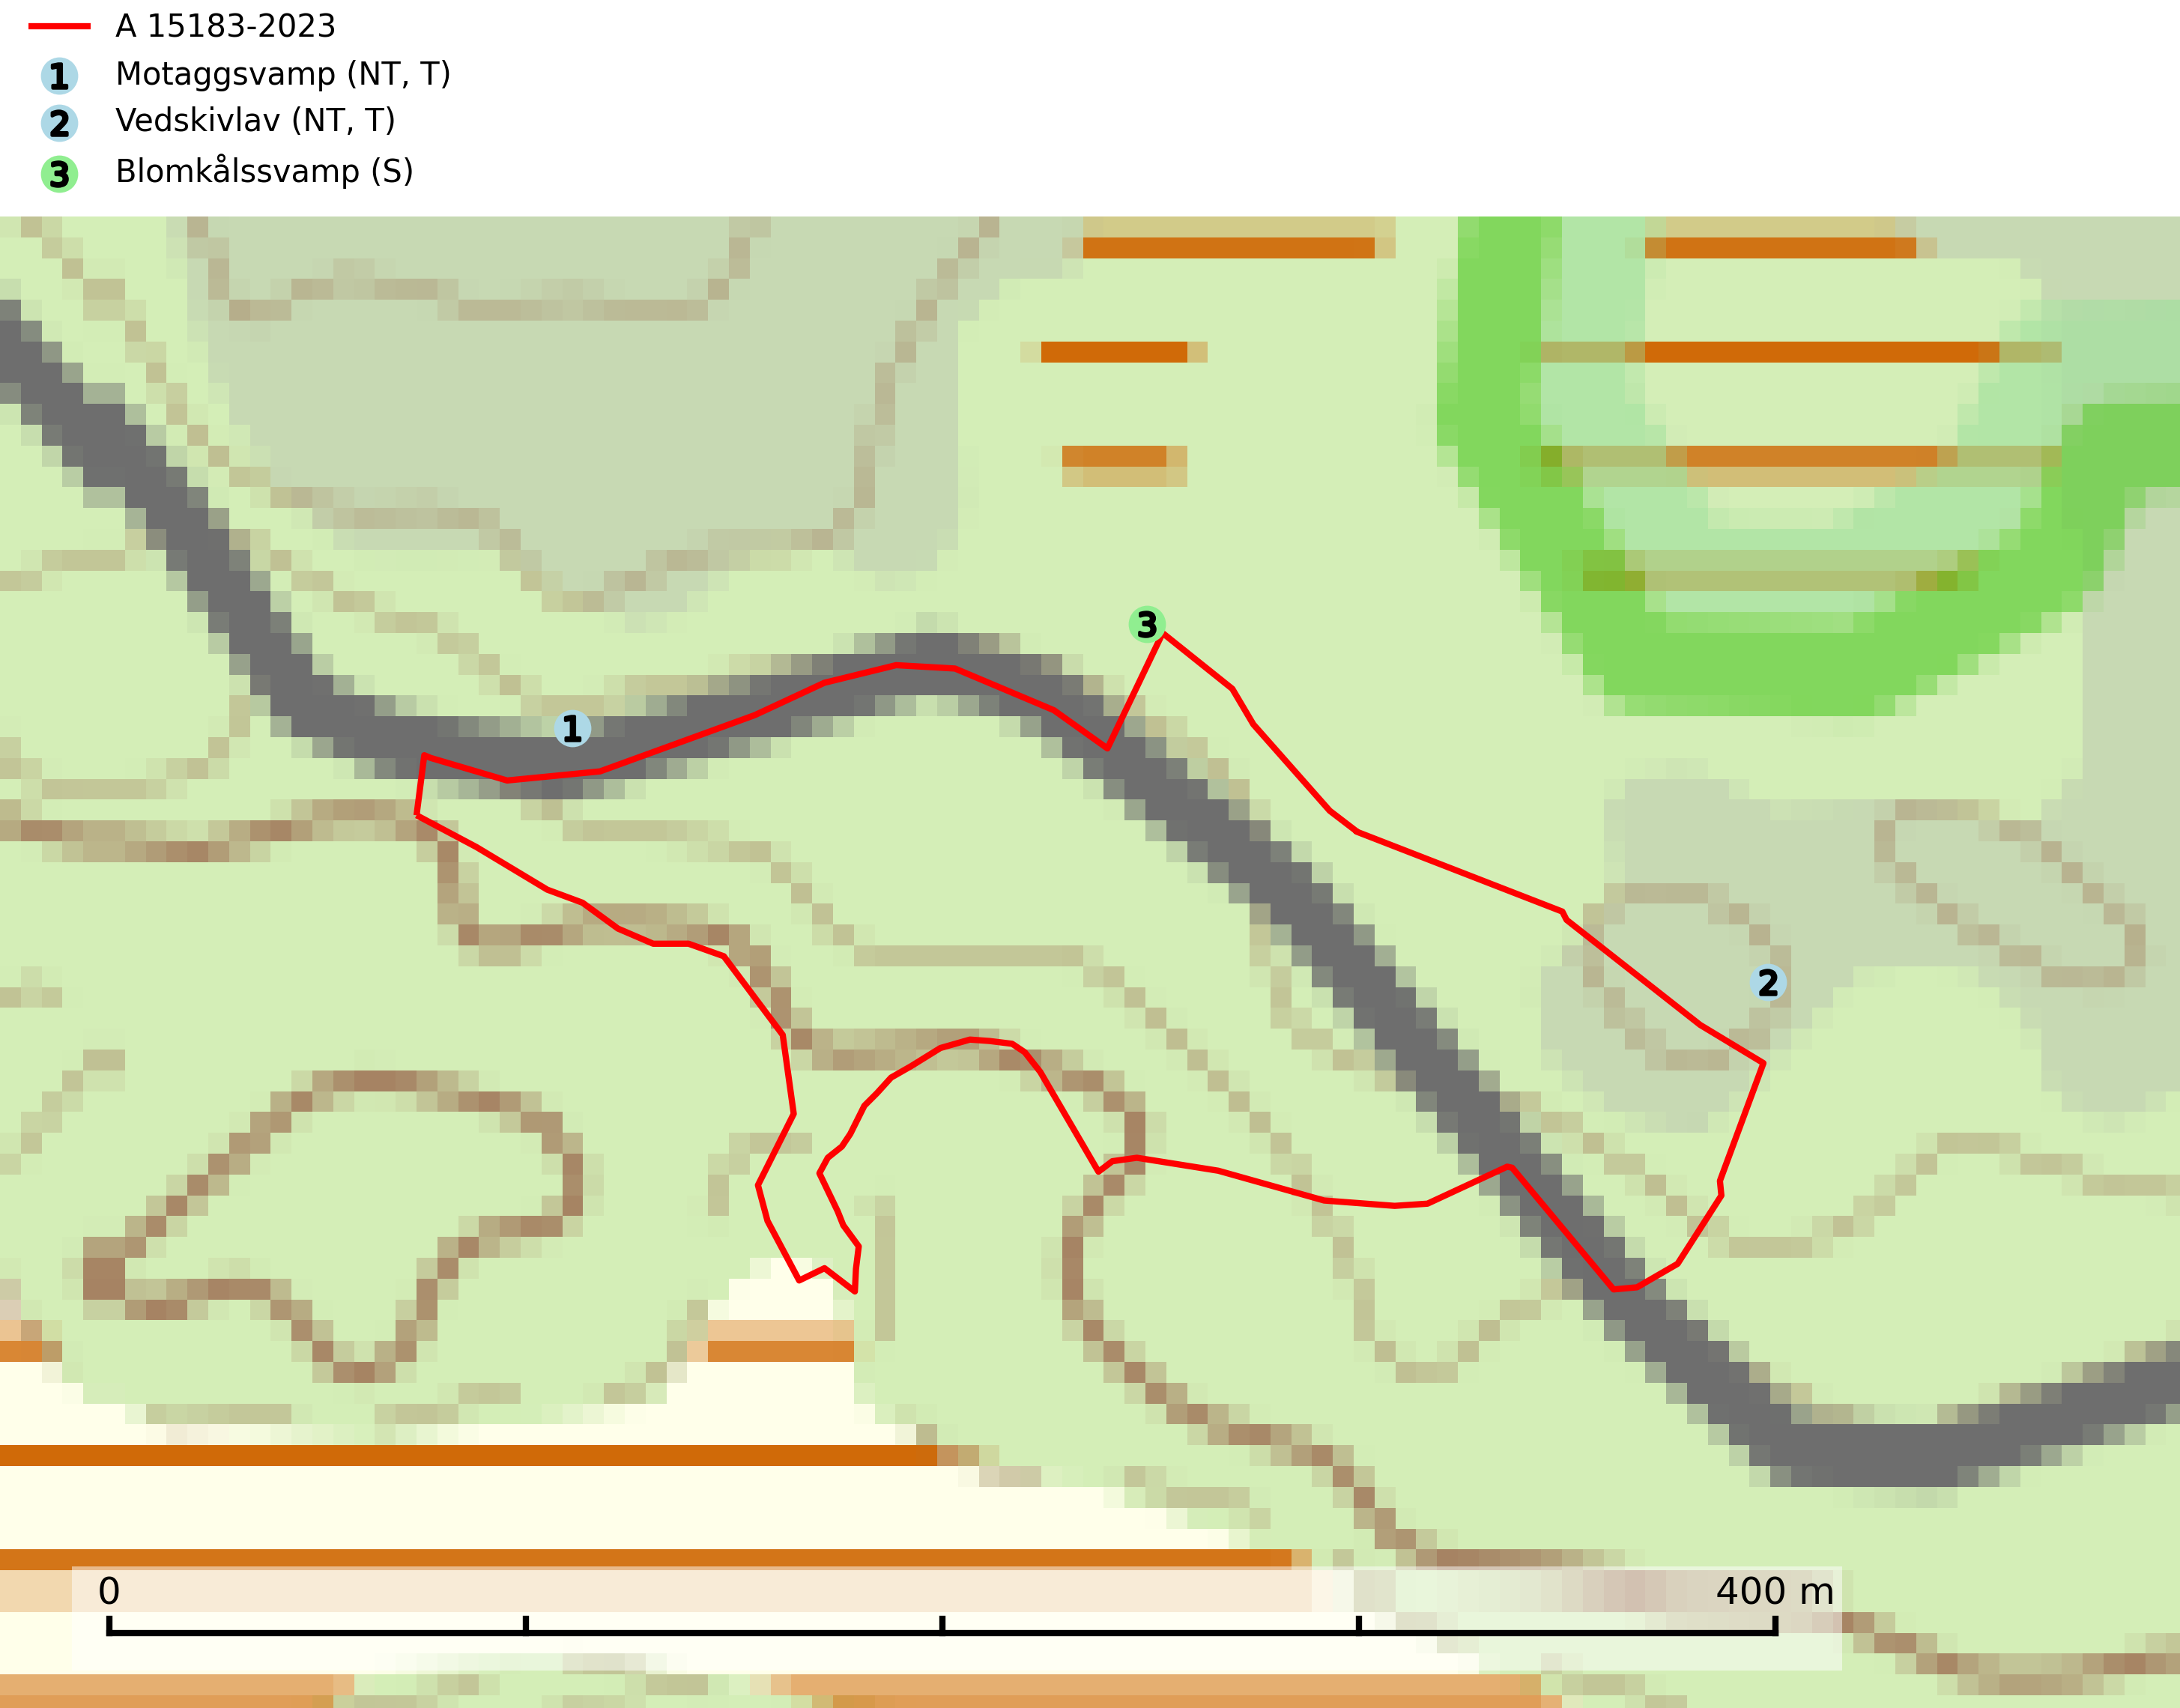 A 15183-2023
1 Motaggsvamp (NT, T)
2 Vedskivlav (NT, T)
3 Blomkålssvamp (S)
3
1
2
0 400 m